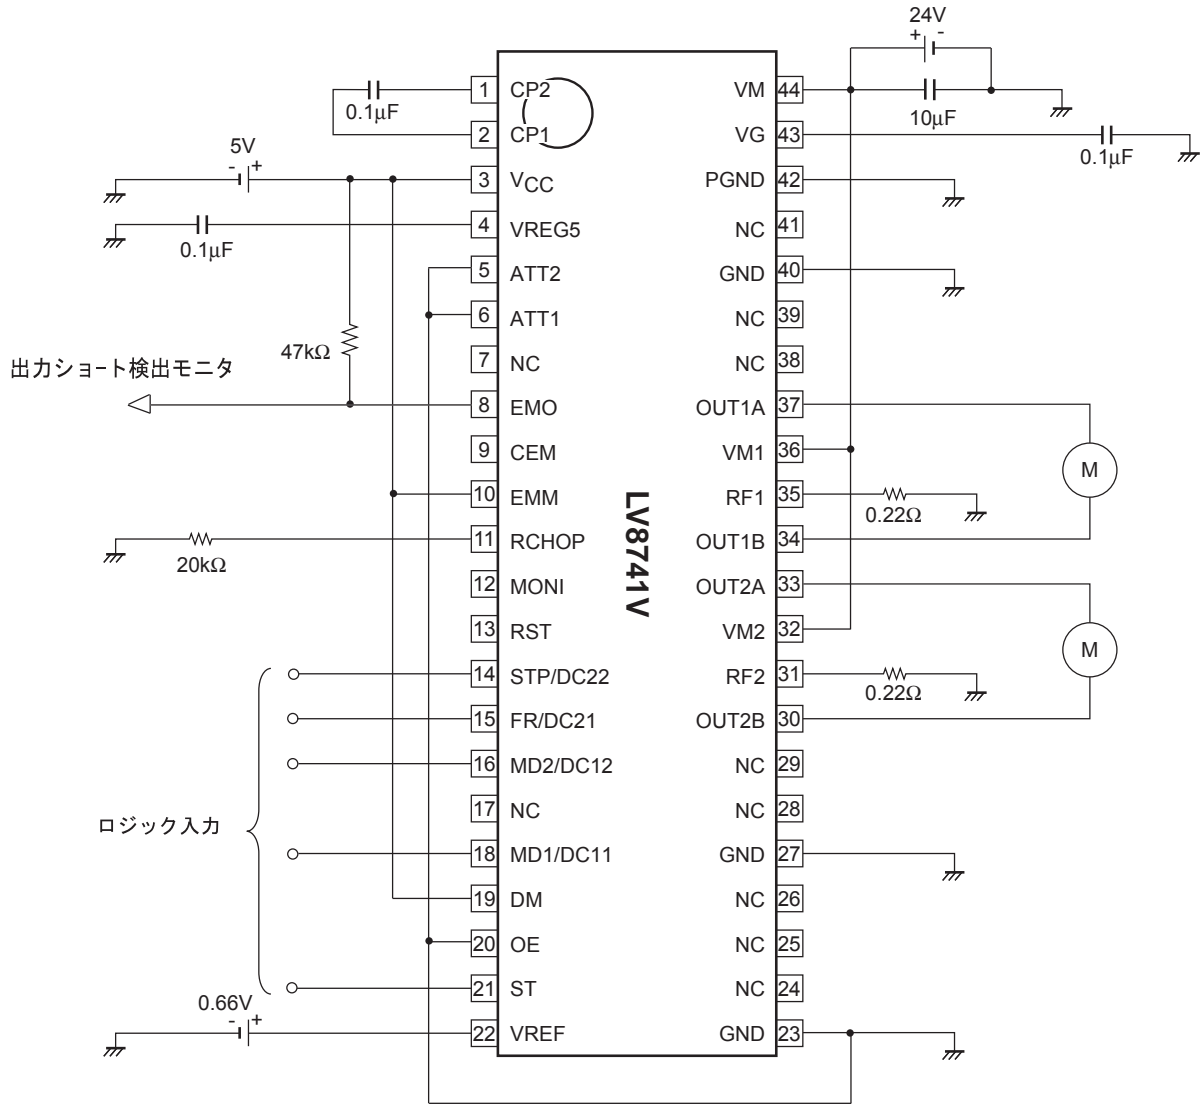 24V
+ -
1 CP2
0.1μF
2 CP1
5V
- +
3 VCC
4 VREG5
0.1μF
5 ATT2
6 ATT1
47kΩ
7 NC
出力ショート検出モニタ
8 EMO
9 CEM
10 EMM
11 RCHOP
20kΩ
12 MONI
13 RST
14 STP/DC22
15 FR/DC21
16 MD2/DC12
17 NC
ロジック入力
18 MD1/DC11
19 DM
20 OE
21 ST
0.66V
- +
22 VREF
LV8741V
VM 44
10μF
VG 43
0.1μF
PGND 42
NC 41
GND 40
NC 39
NC 38
OUT1A 37
VM1 36
M
RF1 35
0.22Ω
OUT1B 34
OUT2A 33
VM2 32
M
RF2 31
0.22Ω
OUT2B 30
NC 29
NC 28
GND 27
NC 26
NC 25
NC 24
GND 23